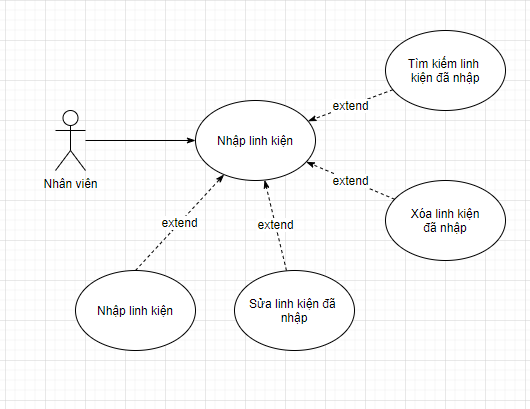 Tìm kiếm linh
kiện đã nhập
extend
Nhập linh kiện
Nhân viên
extend
Xóa linh kiện
đã nhập
extend
extend
Nhập linh kiện
Sửa linh kiện đã
nhập